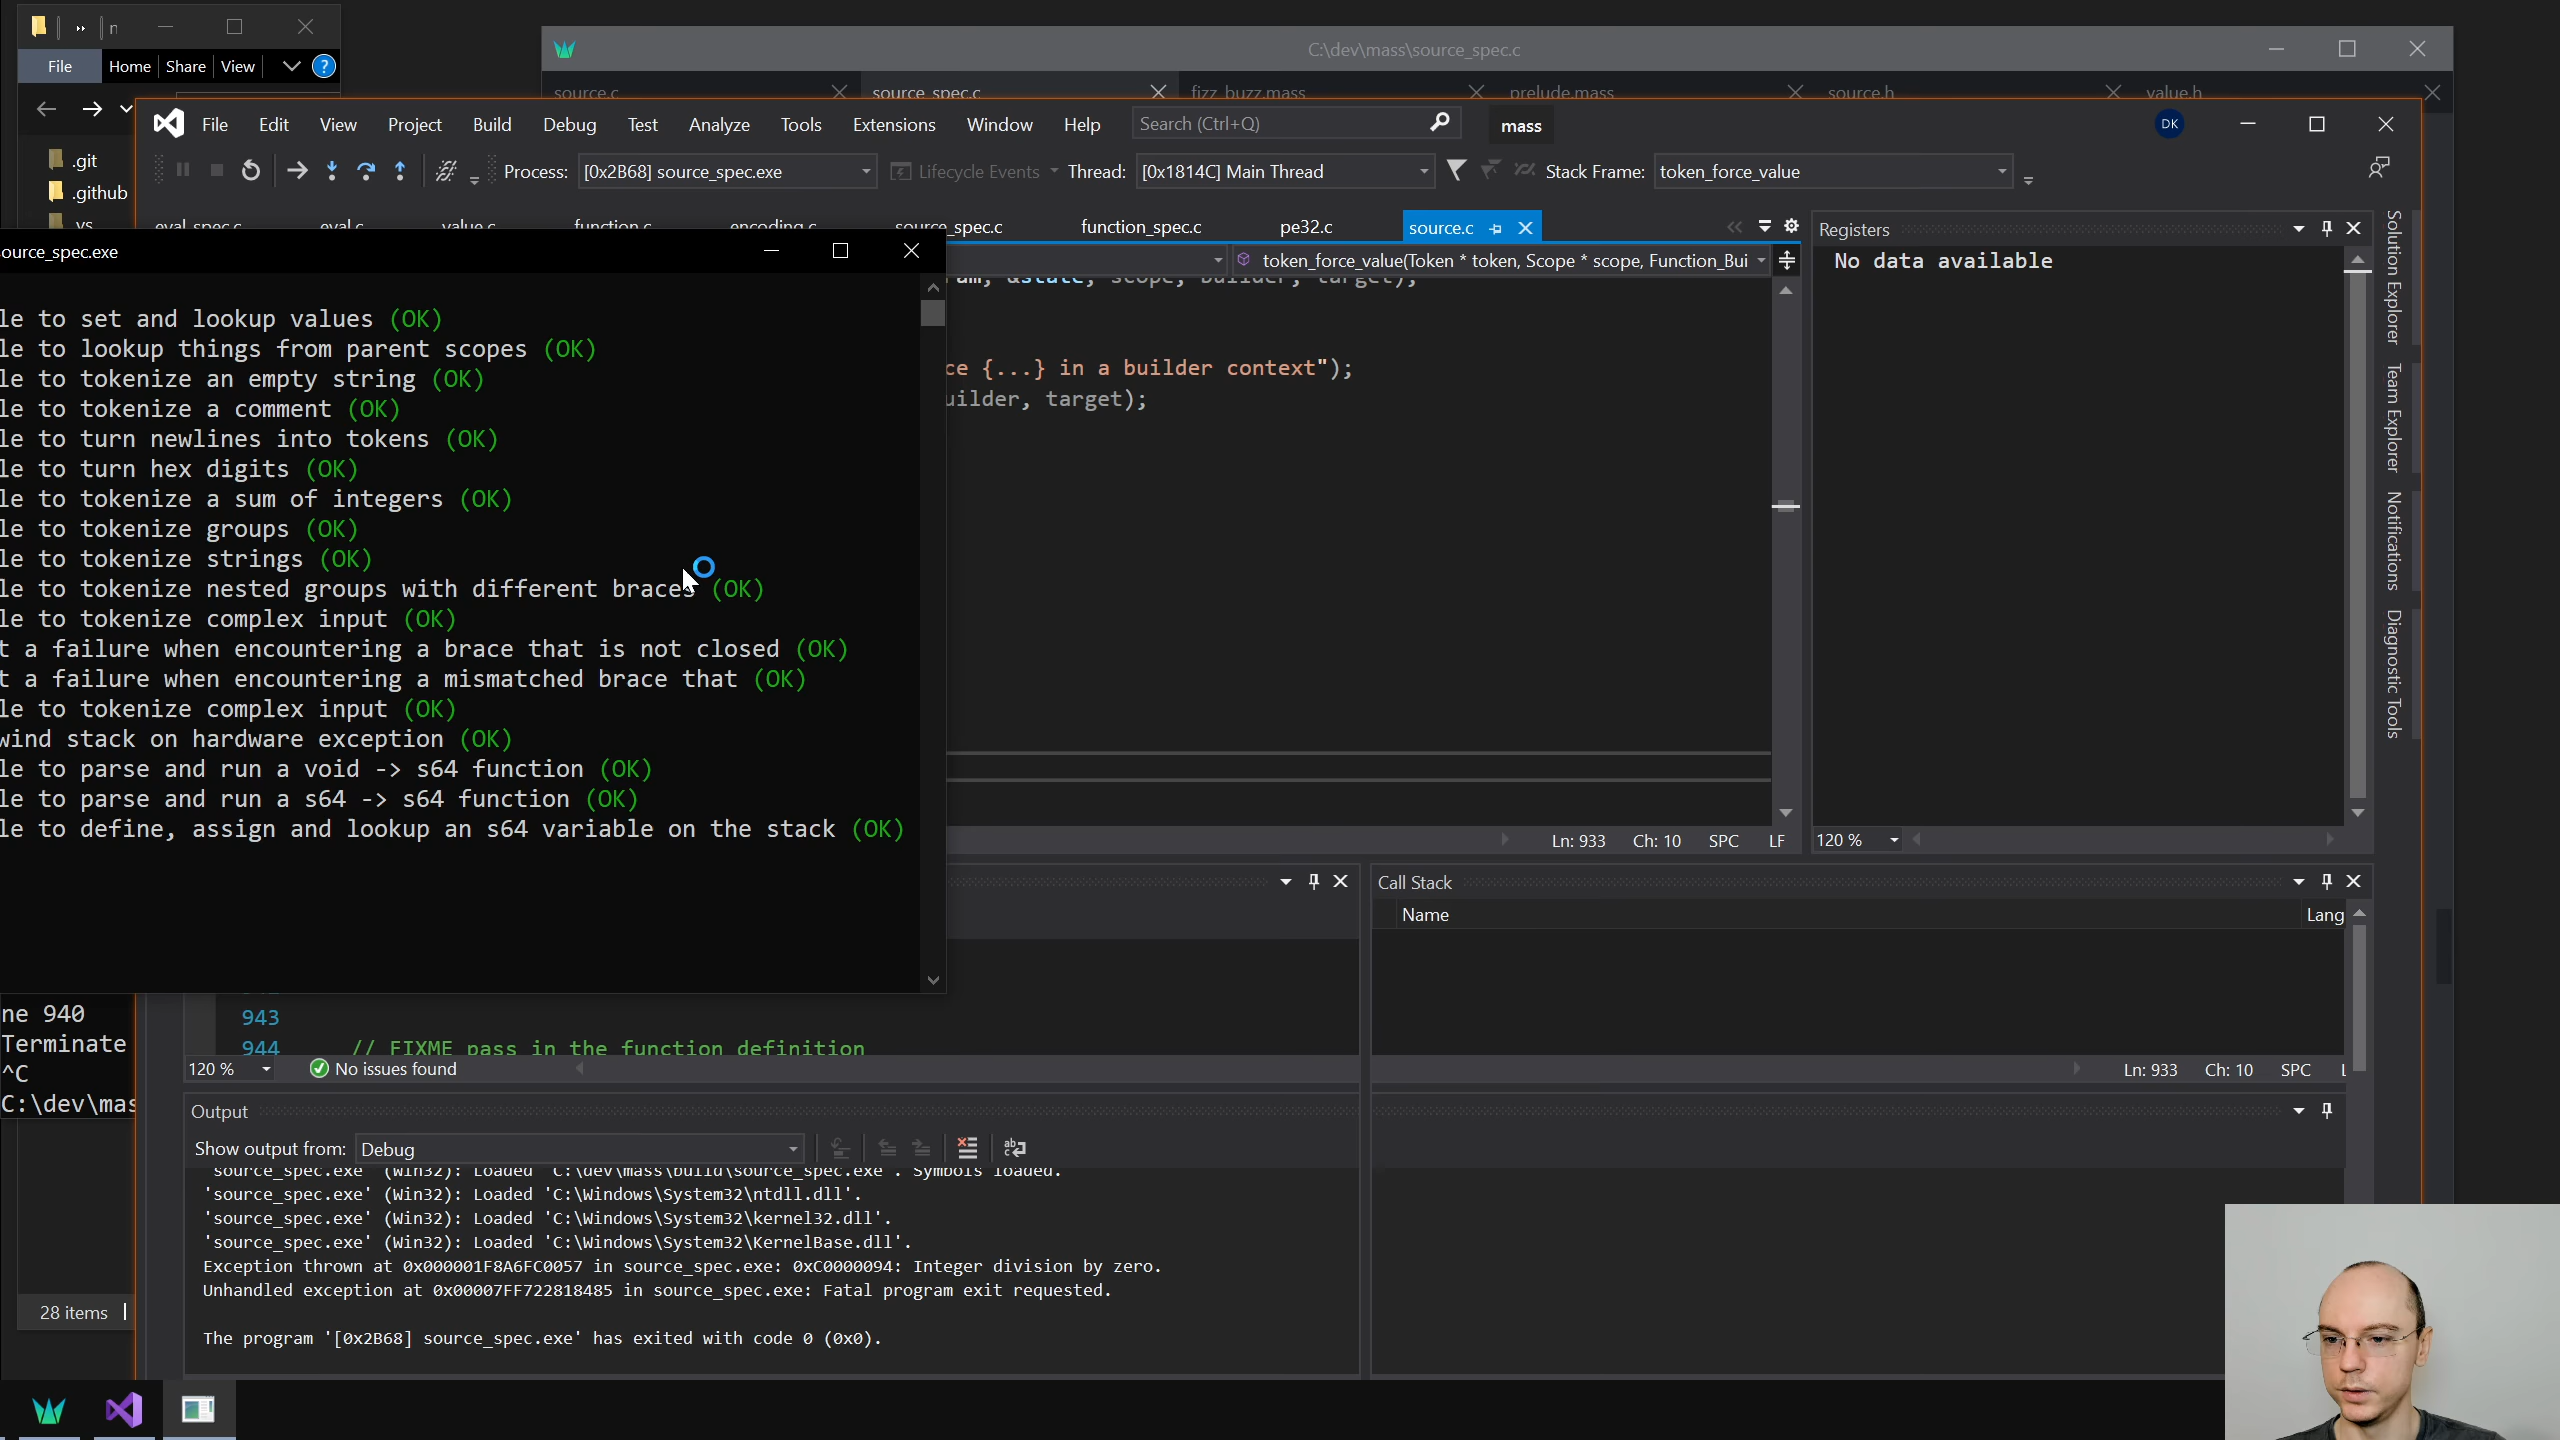 n
C:\dev\mass\source_spec.c
File
Home
Share
View
?
source.c
source_spec.c
fizz_buzz.mass
prelude.mass
source.h
value.h
File
Edit
View
Project
Build
Debug
Test
Analyze
Tools
Extensions
Window
Help
Search (Ctrl+Q)
mass
DK
.git
.github
.vs
Process:
[0x2B68] source_spec.exe
Lifecycle Events
Thread:
[0x1814C] Main Thread
Stack Frame:
token_force_value
eval_spec.c
eval.c
value.c
function.c
encoding.c
source_spec.c
function_spec.c
pe32.c
source.c
Registers
No data available
token_force_value(Token * token, Scope * scope, Function_Bui
ource_spec.exe
le to set and lookup values (OK)
le to lookup things from parent scopes (OK)
le to tokenize an empty string (OK)
le to tokenize a comment (OK)
le to turn newlines into tokens (OK)
le to turn hex digits (OK)
le to tokenize a sum of integers (OK)
le to tokenize groups (OK)
le to tokenize strings (OK)
le to tokenize nested groups with different braces (OK)
le to tokenize complex input (OK)
t a failure when encountering a brace that is not closed (OK)
t a failure when encountering a mismatched brace that (OK)
le to tokenize complex input (OK)
wind stack on hardware exception (OK)
le to parse and run a void -> s64 function (OK)
le to parse and run a s64 -> s64 function (OK)
le to define, assign and lookup an s64 variable on the stack (OK)
am, &state, scope, builder, target);
ce {...} in a builder context");
uilder, target);
Ln: 933
Ch: 10
SPC
LF
120 %
Solution Explorer
Team Explorer
Notifications
Diagnostic Tools
Call Stack
Name
Lang
ne 940
Terminate
^C
C:\dev\mas
943
944
// FIXME pass in the function definition
120 %
No issues found
Ln: 933
Ch: 10
SPC
L
Output
Show output from:
Debug
'source_spec.exe' (Win32): Loaded 'C:\dev\mass\build\source_spec.exe'. Symbols loaded.
'source_spec.exe' (Win32): Loaded 'C:\Windows\System32\ntdll.dll'.
'source_spec.exe' (Win32): Loaded 'C:\Windows\System32\kernel32.dll'.
'source_spec.exe' (Win32): Loaded 'C:\Windows\System32\KernelBase.dll'.
Exception thrown at 0x000001F8A6FC0057 in source_spec.exe: 0xC0000094: Integer division by zero.
Unhandled exception at 0x00007FF722818485 in source_spec.exe: Fatal program exit requested.
The program '[0x2B68] source_spec.exe' has exited with code 0 (0x0).
28 items